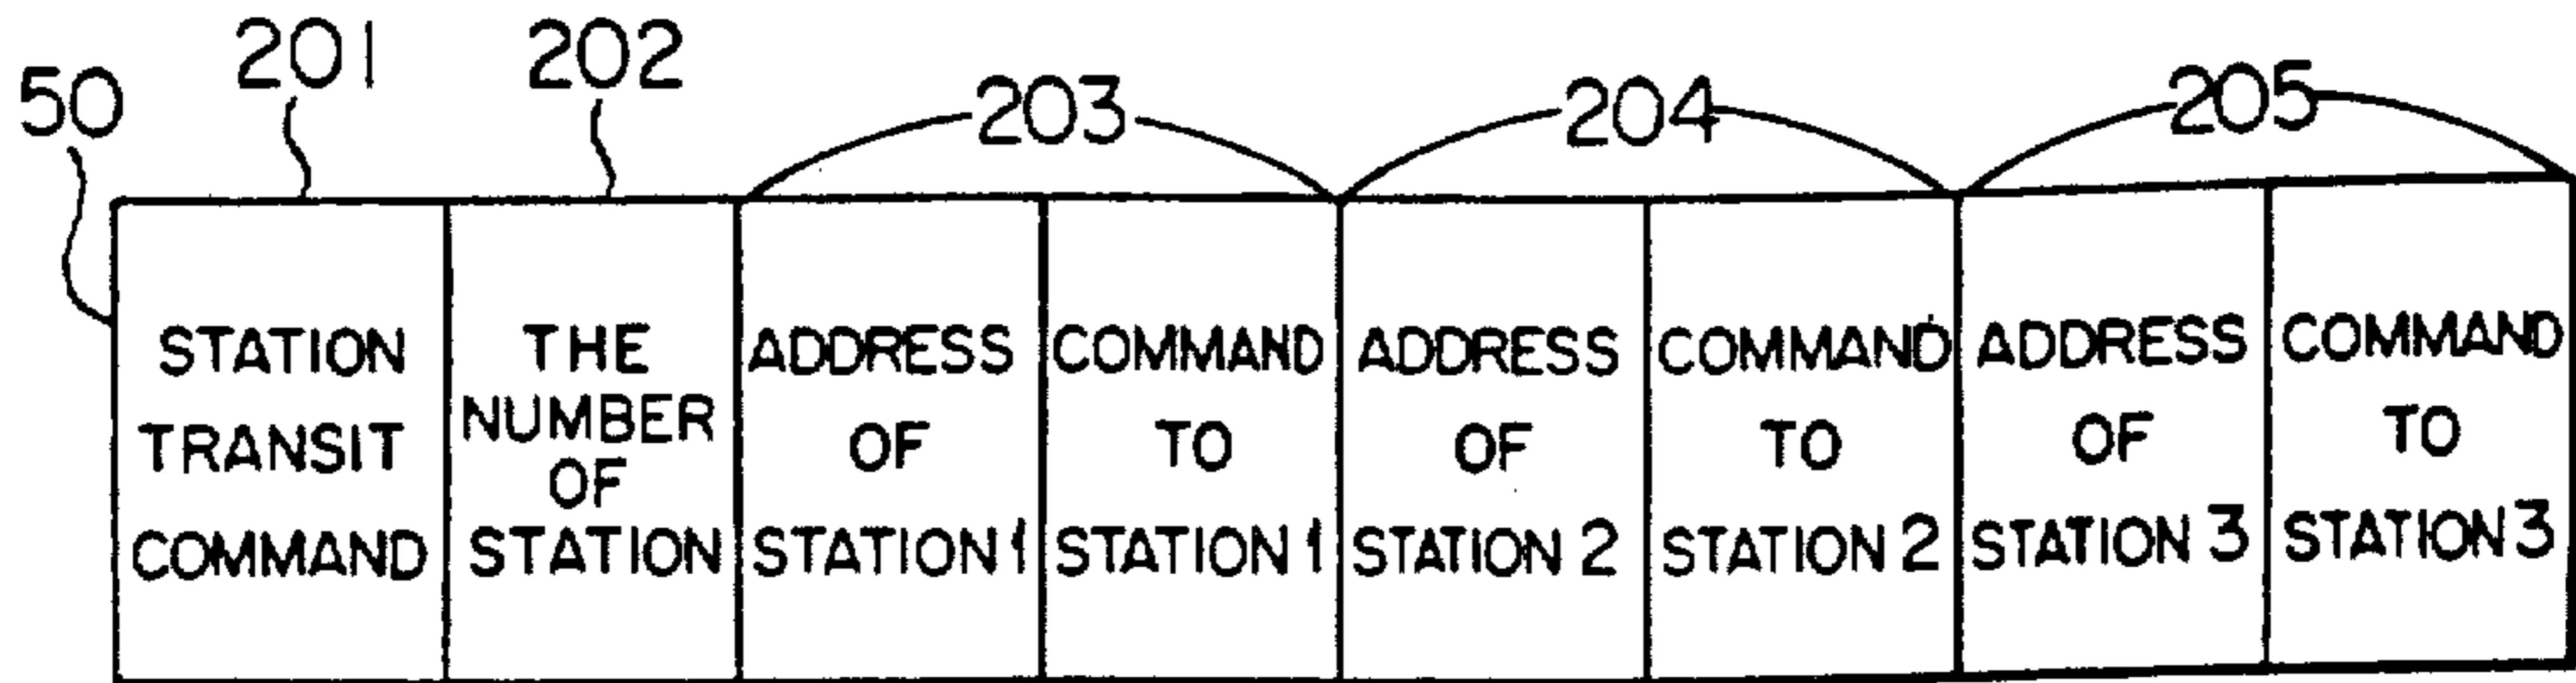 50
201
202
203
204
205
STATION
TRANSIT
COMMAND
THE
NUMBER
OF
STATION
ADDRESS
OF
STATION 1
COMMAND
TO
STATION 1
ADDRESS
OF
STATION 2
COMMAND
TO
STATION 2
ADDRESS
OF
STATION 3
COMMAND
TO
STATION 3